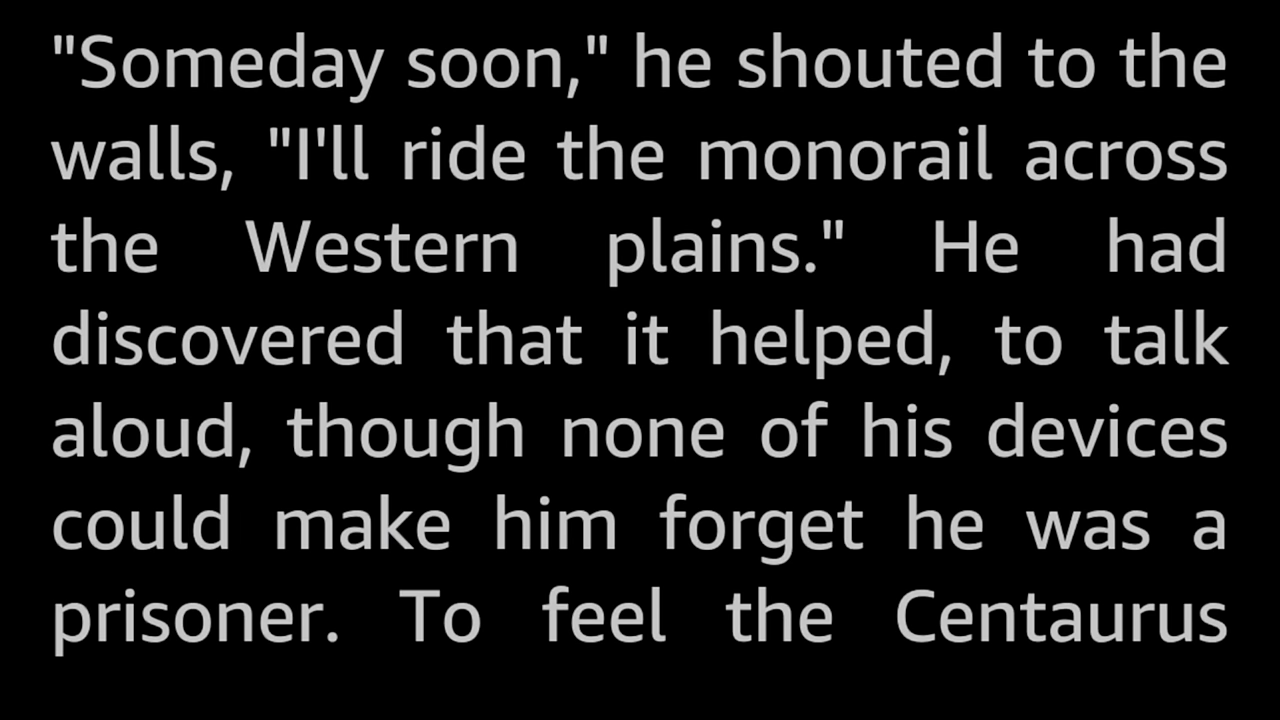 "Someday soon," he shouted to the
walls, "I'll ride the monorail across
the Western plains." He had
discovered that it helped, to talk
aloud, though none of his devices
could make him forget he was a
prisoner. To feel the Centaurus